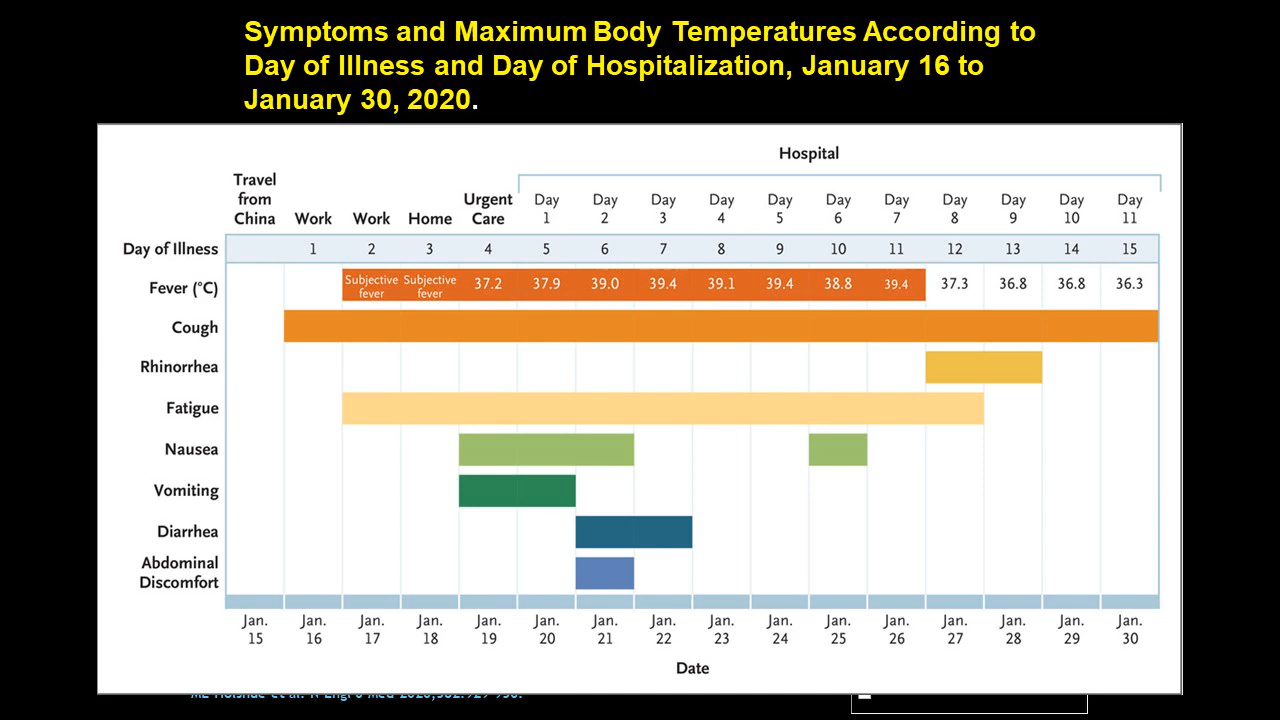 Symptoms and Maximum Body Temperatures According to
Day of Illness and Day of Hospitalization, January 16 to
January 30, 2020.
Hospital
Travel from China Work Work Home Urgent Care Day 1 Day 2 Day 3 Day 4 Day 5 Day 6 Day 7 Day 8 Day 9 Day 10 Day 11
Day of Illness 1 2 3 4 5 6 7 8 9 10 11 12 13 14 15
Fever (°C) Subjective fever Subjective fever 37.2 37.9 39.0 39.4 39.1 39.4 38.8 39.4 37.3 36.8 36.8 36.3
Cough
Rhinorrhea
Fatigue
Nausea
Vomiting
Diarrhea
Abdominal
Discomfort
Jan. 15 Jan. 16 Jan. 17 Jan. 18 Jan. 19 Jan. 20 Jan. 21 Jan. 22 Jan. 23 Jan. 24 Jan. 25 Jan. 26 Jan. 27 Jan. 28 Jan. 29 Jan. 30
Date